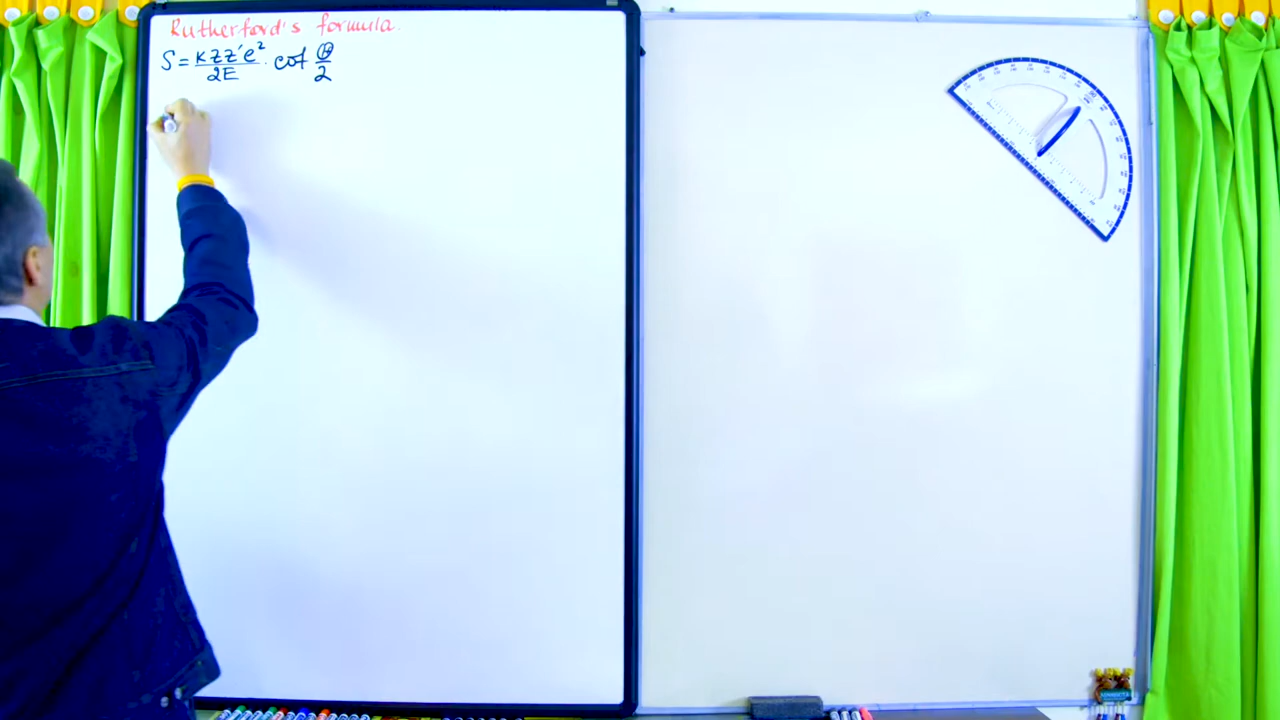 Rutherford's formula.
S = kZZ'e² / 2E · cot Θ/2